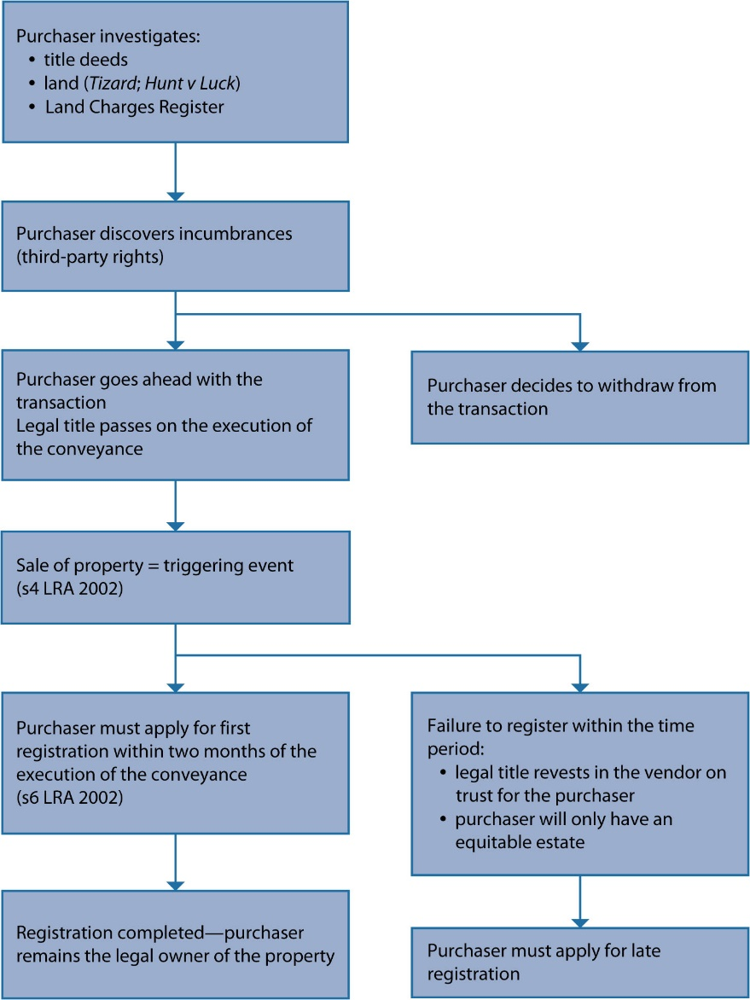 Purchaser investigates:
• title deeds
• land (Tizard; Hunt v Luck)
• Land Charges Register
Purchaser discovers incumbrances
(third-party rights)
Purchaser goes ahead with the
transaction
Legal title passes on the execution of
the conveyance
Purchaser decides to withdraw from
the transaction
Sale of property = triggering event
(s4 LRA 2002)
Purchaser must apply for first
registration within two months of the
execution of the conveyance
(s6 LRA 2002)
Failure to register within the time
period:
• legal title revests in the vendor on
trust for the purchaser
• purchaser will only have an
equitable estate
Registration completed—purchaser
remains the legal owner of the property
Purchaser must apply for late
registration